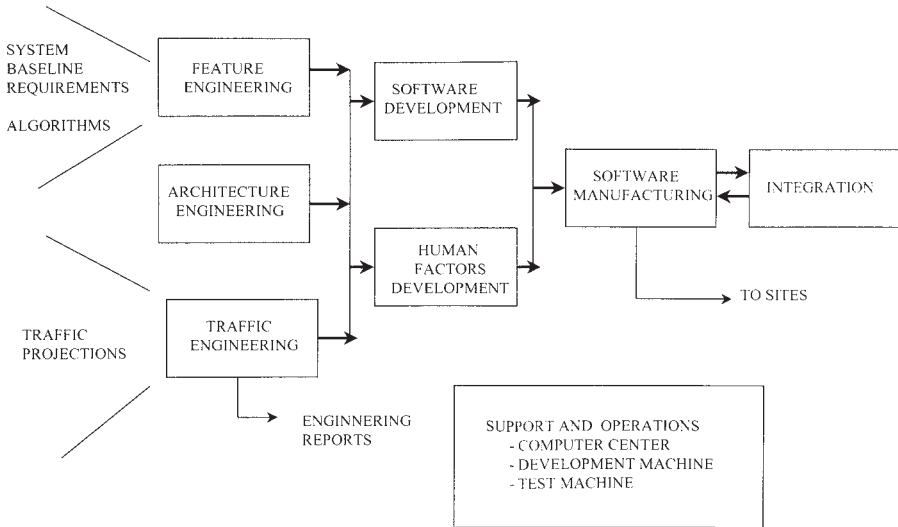 SYSTEM
BASELINE
REQUIREMENTS
ALGORITHMS
FEATURE
ENGINEERING
ARCHITECTURE
ENGINEERING
TRAFFIC
PROJECTIONS
TRAFFIC
ENGINEERING
ENGINNERING
REPORTS
SOFTWARE
DEVELOPMENT
HUMAN
FACTORS
DEVELOPMENT
SOFTWARE
MANUFACTURING
INTEGRATION
TO SITES
SUPPORT AND OPERATIONS
- COMPUTER CENTER
- DEVELOPMENT MACHINE
- TEST MACHINE